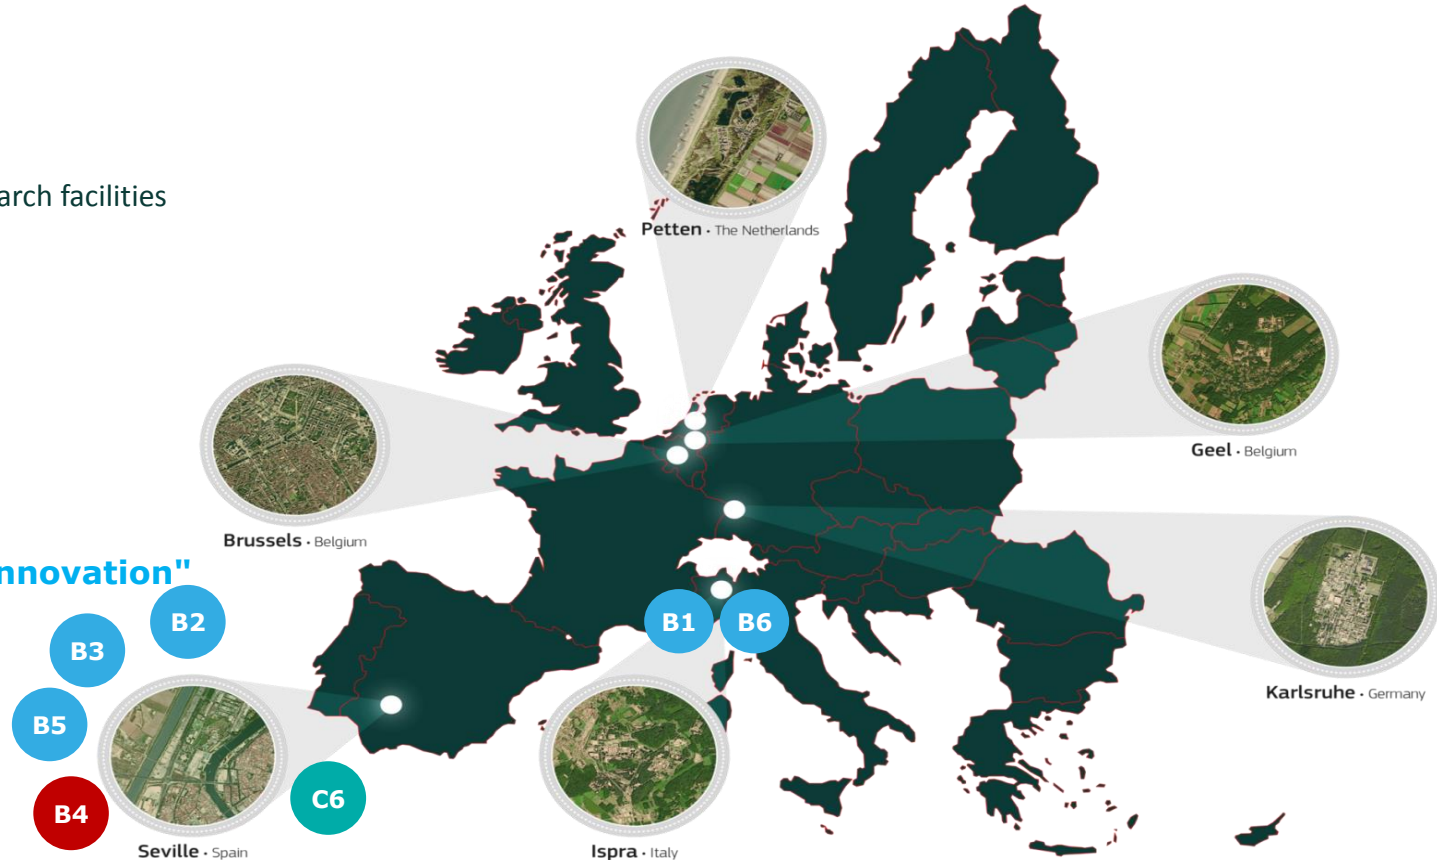 arch facilities
Petten · The Netherlands
Geel · Belgium
Brussels · Belgium
nnovation"
B2
B1
B6
B3
Karlsruhe · Germany
B5
C6
B4
Seville · Spain
Ispra · Italy